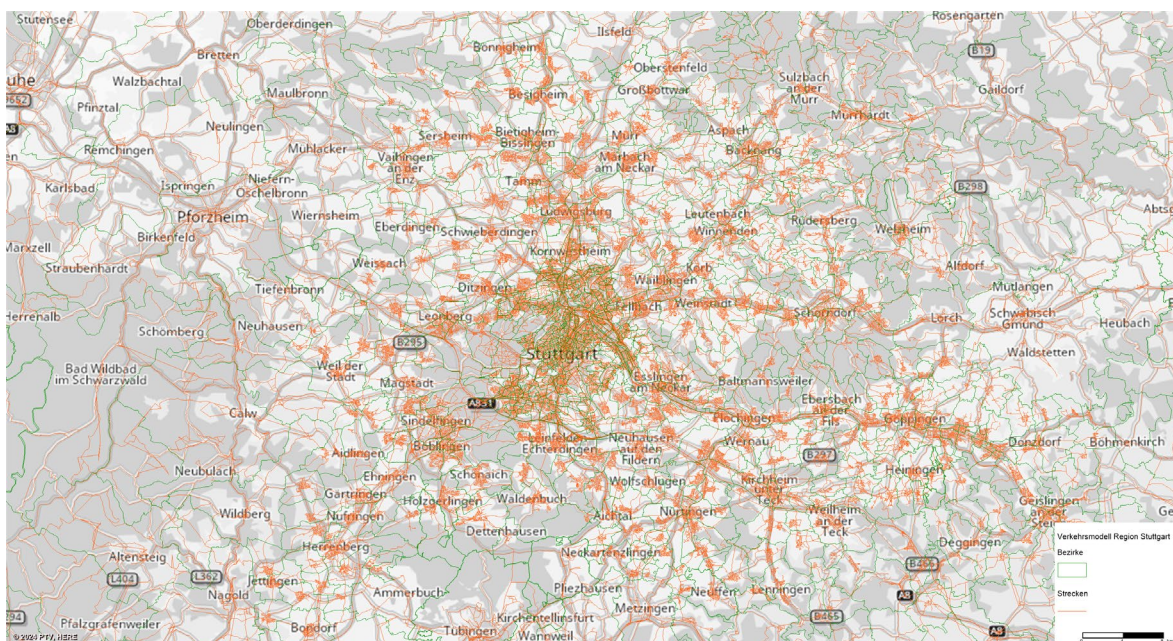 Stutensee
Oberderdingen
Ilsfeld
Rosengarten
Bönnigheim
Bretten
B19
Walzbachtal
Oberstenfeld
Sulzbach
an der
Murr
Gaildorf
Maulbronn
Besigheim
Großbottwar
Pfinztal
A8
Neulingen
Sersheim
Bietigheim-
Bissingen
Murr
Aspach
Murrhardt
Remchingen
Mühlacker
Backnang
Vaihingen
an der
Enz
Marbach
am Neckar
Karlsbad
Ispringen
Niefern-
Öschelbronn
Tamm
B298
Pforzheim
Wiernsheim
Ludwigsburg
Leutenbach
Rudersberg
Eberdingen
Schwieberdingen
Winnenden
Welzheim
Birkenfeld
Marxzell
Kornwestheim
Straubenhardt
Weissach
Korb
Alfdorf
Waiblingen
Tiefenbronn
Ditzingen
Mutlangen
Fellbach
Weinstadt
Herrenalb
Leonberg
Schorndorf
Lorch
Schwäbisch
Gmünd
Heubach
Neuhausen
Schömberg
B295
Stuttgart
Waldstetten
Bad Wildbad
im Schwarzwald
Weil der
Stadt
Magstadt
Esslingen
am Neckar
Baltmannsweiler
A831
Ebersbach
an der
Fils
Calw
Sindelfingen
Plochingen
Göppingen
Böblingen
Leinfelden
Echterdingen
Neuhausen
auf den
Fildern
Wernau
Donzdorf
Böhmenkirch
Aidlingen
B297
Neubulach
Ehningen
Schönaich
Wolfschlugen
Kirchheim
unter
Teck
Heiningen
Gärtringen
Holzgerlingen
Waldenbuch
Geislingen
an der
Wildberg
Nufringen
Aichtal
Nürtingen
Weilheim
an der
Teck
Dettenhausen
Deggingen
Herrenberg
Neckartenzlingen
Altensteig
B466
L404
L362
Jettingen
Pliezhausen
Neuffen
Lenningen
Nagold
Ammerbuch
A8
Metzingen
Kirchentellinsfurt
B465
Pfalzgrafenweiler
Bondorf
Tübingen
Wannweil
A8
Verkehrsmodell Region Stuttgart
Bezirke
Strecken
© 2024 PTV, HERE